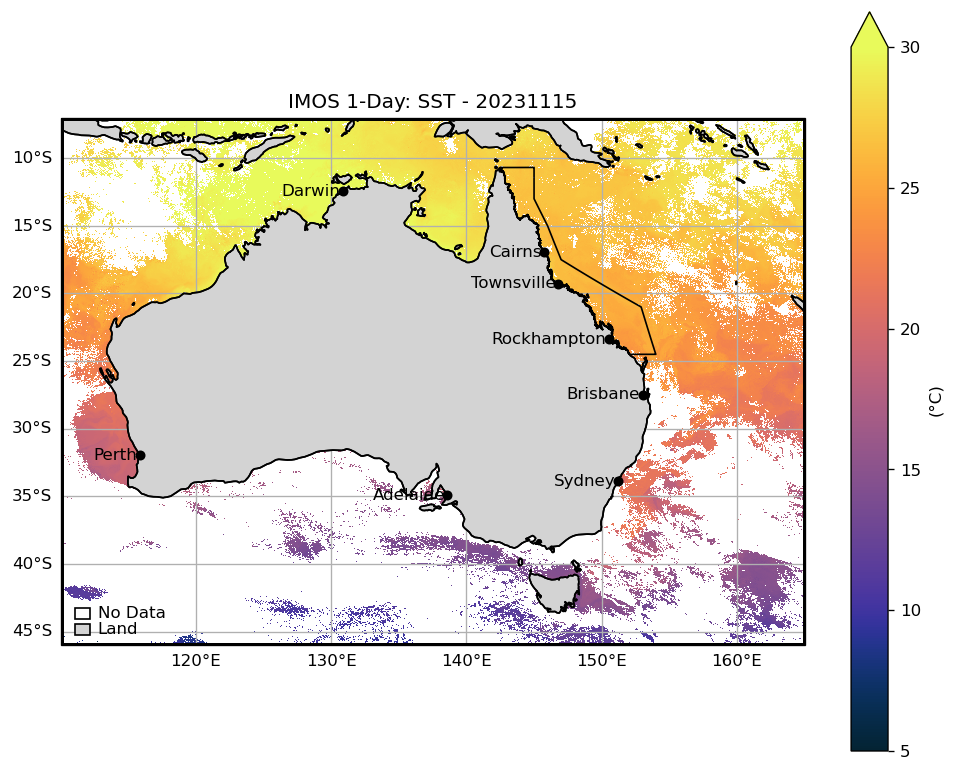 IMOS 1-Day: SST - 20231115
30
25
20
15
10
5
(°C)
10°S
15°S
20°S
25°S
30°S
35°S
40°S
45°S
Darwin
Cairns
Townsville
Rockhampton
Brisbane
Perth
Sydney
Adelaide
No Data
Land
120°E
130°E
140°E
150°E
160°E